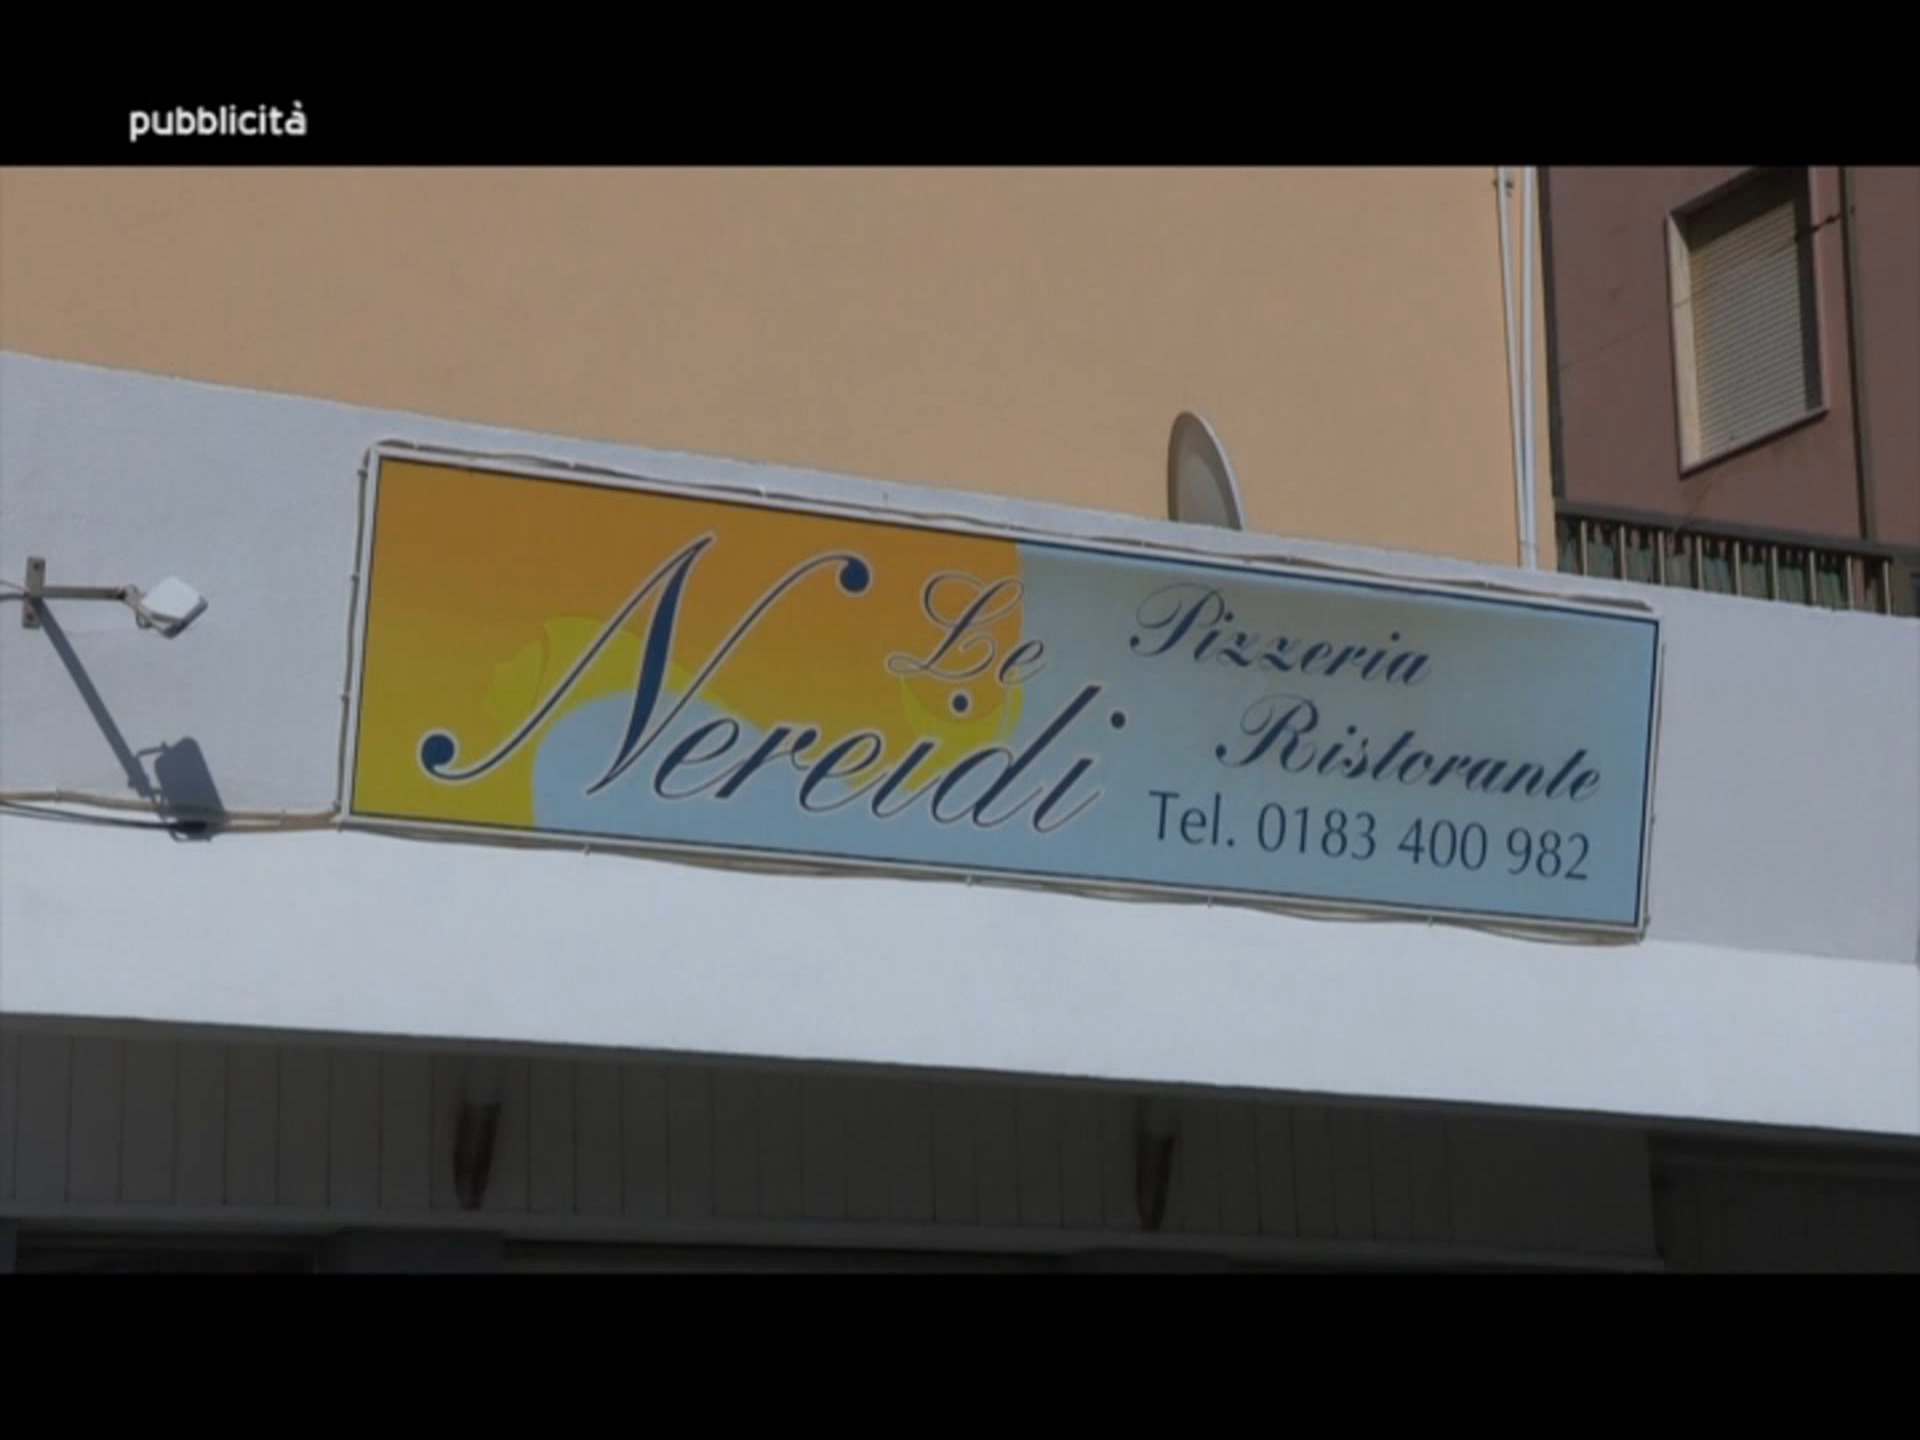 pubblicità
Le
Nereidi
Pizzeria
Ristorante
Tel. 0183 400 982